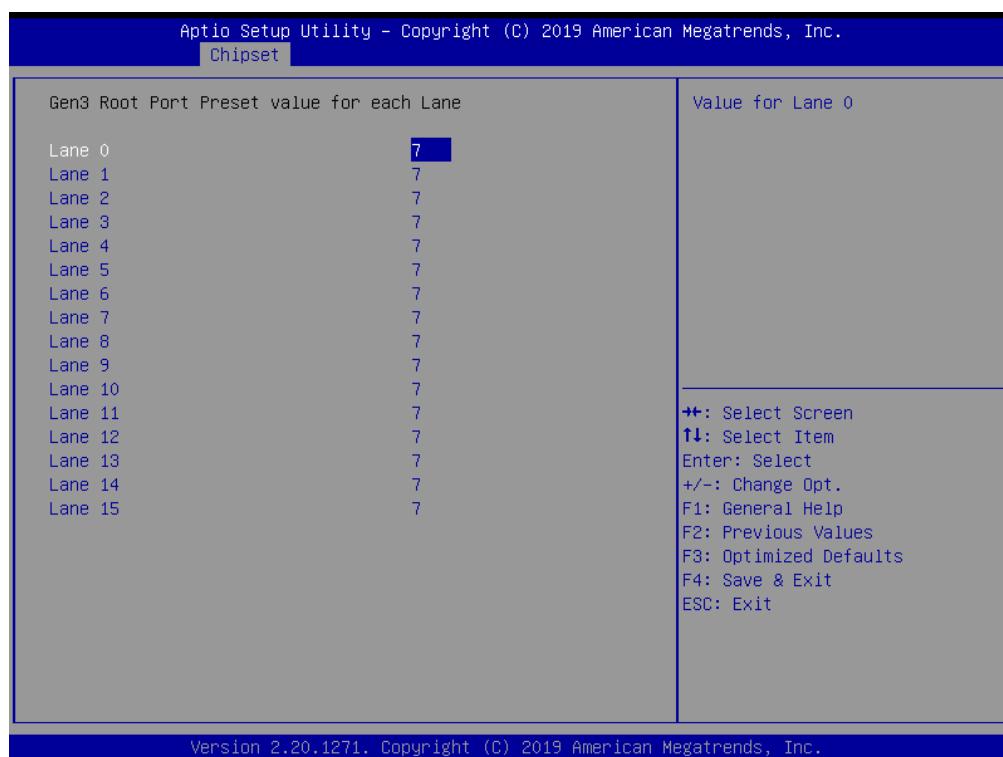 Aptio Setup Utility – Copyright (C) 2019 American Megatrends, Inc.
Chipset
Gen3 Root Port Preset value for each Lane
Lane 0 7
Lane 1 7
Lane 2 7
Lane 3 7
Lane 4 7
Lane 5 7
Lane 6 7
Lane 7 7
Lane 8 7
Lane 9 7
Lane 10 7
Lane 11 7
Lane 12 7
Lane 13 7
Lane 14 7
Lane 15 7
Value for Lane 0
→←: Select Screen
↑↓: Select Item
Enter: Select
+/-: Change Opt.
F1: General Help
F2: Previous Values
F3: Optimized Defaults
F4: Save & Exit
ESC: Exit
Version 2.20.1271. Copyright (C) 2019 American Megatrends, Inc.